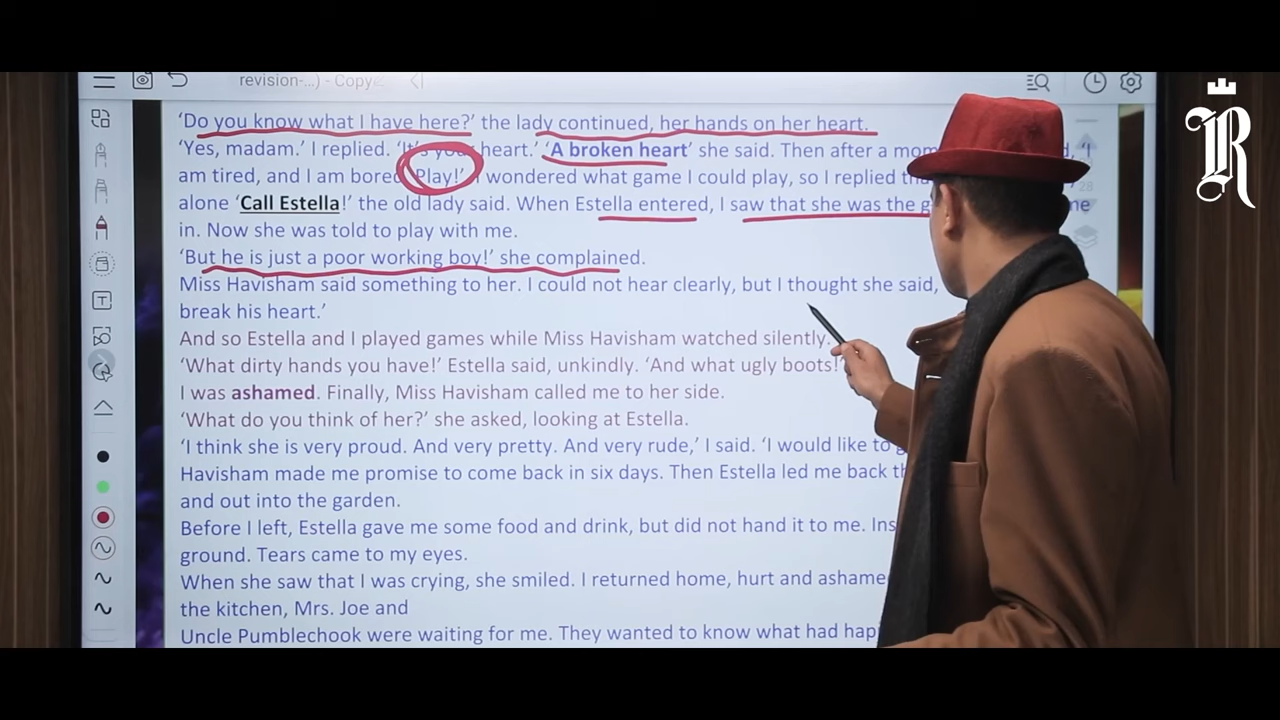 revision-...) - Copy
‘Do you know what I have here?’ the lady continued, her hands on her heart.
‘Yes, madam.’ I replied. ‘It’s your heart.’ ‘A broken heart’ she said. Then after a ‘I
am tired, and I am bored. Play!’ I wondered what game I could play, so I replied
alone ‘Call Estella!’ the old lady said. When Estella entered, I saw that she was the
in. Now she was told to play with me.
‘But he is just a poor working boy!’ she complained.
Miss Havisham said something to her. I could not hear clearly, but I thought she said,
break his heart.’
And so Estella and I played games while Miss Havisham watched silently.
‘What dirty hands you have!’ Estella said, unkindly. ‘And what ugly boots!’
I was ashamed. Finally, Miss Havisham called me to her side.
‘What do you think of her?’ she asked, looking at Estella.
‘I think she is very proud. And very pretty. And very rude,’ I said. ‘I would like to
Havisham made me promise to come back in six days. Then Estella led me back
and out into the garden.
Before I left, Estella gave me some food and drink, but did not hand it to me.
ground. Tears came to my eyes.
When she saw that I was crying, she smiled. I returned home, hurt and
the kitchen, Mrs. Joe and
Uncle Pumblechook were waiting for me. They wanted to know what had
R